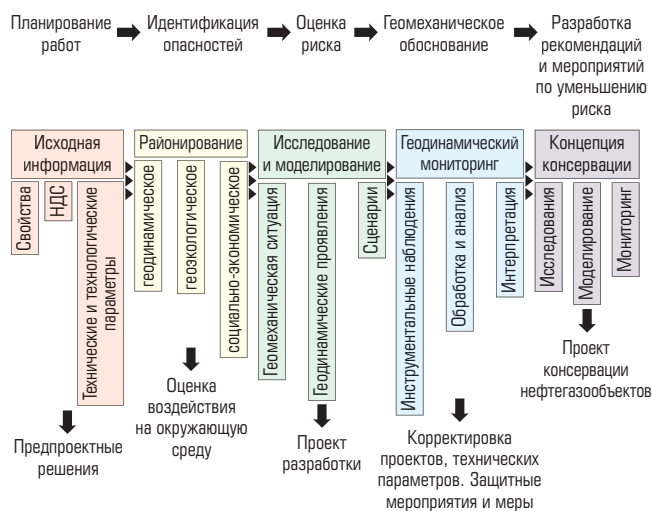 Планирование
работ
Идентификация
опасностей
Оценка
риска
Геомеханическое
обоснование
Разработка
рекомендаций
и мероприятий
по уменьшению
риска
Исходная
информация
Свойства
НДС
Технические и технологические
параметры
Предпроектные
решения
Районирование
геодинамическое
геоэкологическое
социально-экономическое
Оценка
воздействия
на окружающую
среду
Исследование
и моделирование
Геомеханическая ситуация
Геодинамические проявления
Сценарии
Проект
разработки
Геодинамический
мониторинг
Инструментальные наблюдения
Обработка и анализ
Интерпретация
Корректировка
проектов, технических
параметров. Защитные
мероприятия и меры
Концепция
консервации
Исследования
Моделирования
Мониторинг
Проект
консервации
нефтегазообъектов